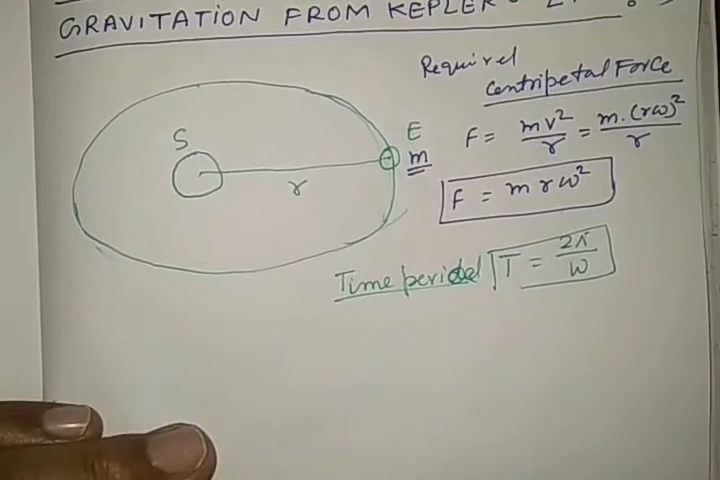 GRAVITATION FROM KEPLER
Required
Centripetal Force
S
E
m
r
F = mv²/r = m.(rω)²/r
F = mrω²
Time period T = 2π/ω